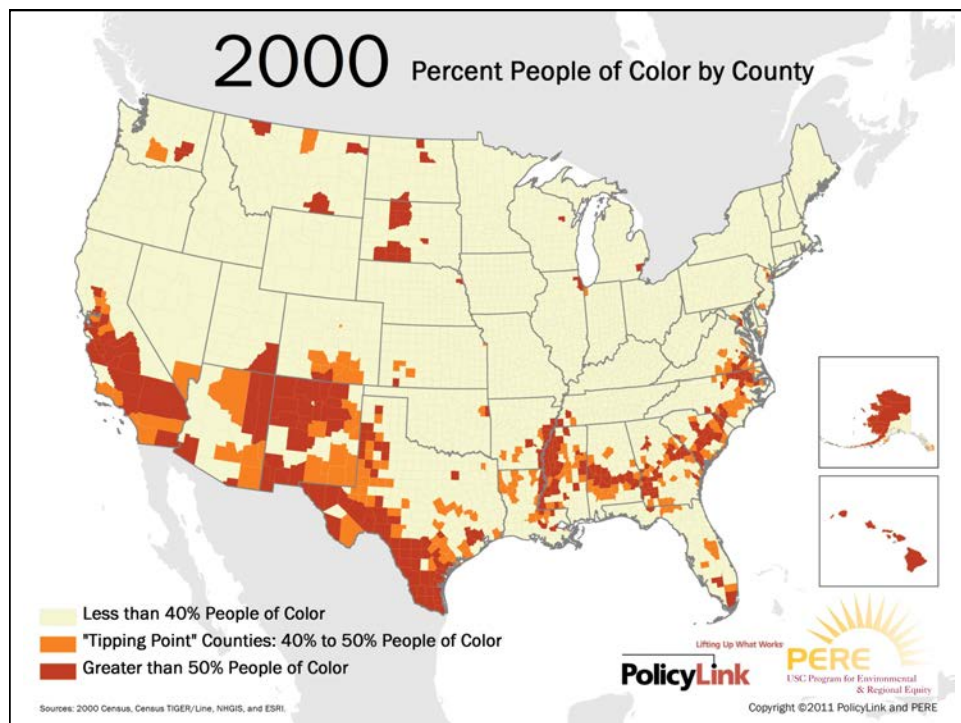 2000 Percent People of Color by County
Less than 40% People of Color
"Tipping Point" Counties: 40% to 50% People of Color
Greater than 50% People of Color
Lifting Up What Works
PolicyLink
PERE
USC Program for Environmental
& Regional Equity
Sources: 2000 Census, Census TIGER/Line, NHGIS, and ESRI.
Copyright ©2011 PolicyLink and PERE